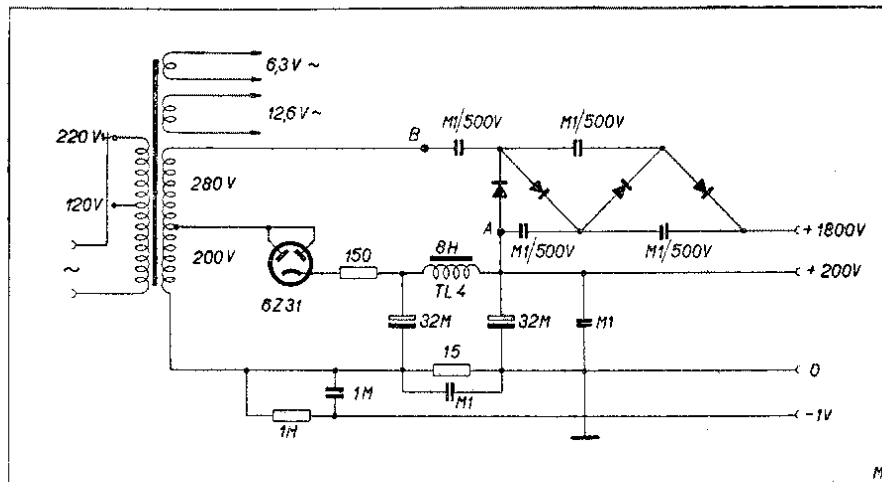 6,3V ~
12,6V ~
220V
120V
~
280V
200V
6Z31
B
M1/500V
M1/500V
A
M1/500V
M1/500V
+1800V
150
8H
TL4
+200V
32M
32M
M1
15
M1
0
1M
1M
-1V
M